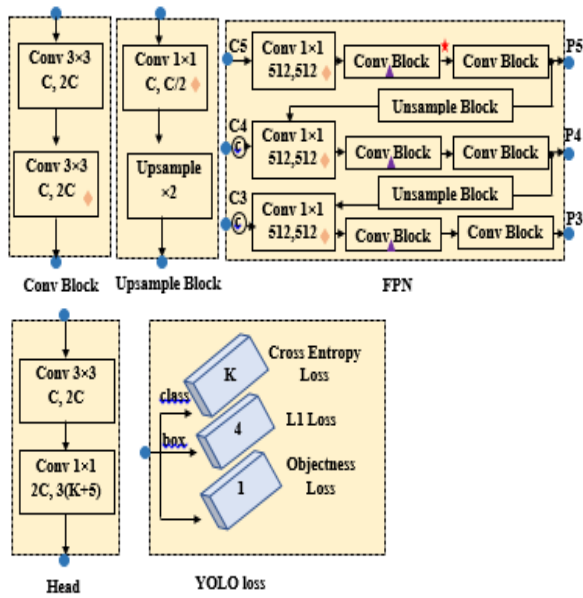 Conv 3×3
C, 2C
Conv 3×3
C, 2C
Conv Block
Conv 1×1
C, C/2
Upsample
×2
Upsample Block
C5
Conv 1×1
512,512
Conv Block
Conv Block
P5
Unsample Block
C4
C
Conv 1×1
512,512
Conv Block
Conv Block
P4
Unsample Block
C3
C
Conv 1×1
512,512
Conv Block
Conv Block
P3
FPN
Conv 3×3
C, 2C
Conv 1×1
2C, 3(K+5)
Head
class
box
K
4
1
Cross Entropy
Loss
L1 Loss
Objectness
Loss
YOLO loss